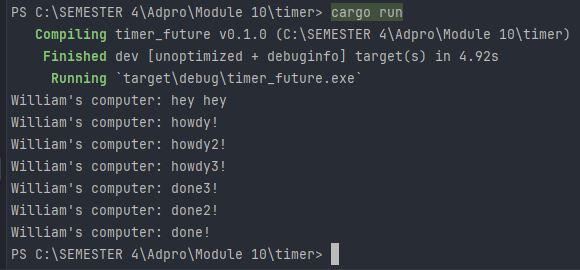 PS C:\SEMESTER 4\Adpro\Module 10\timer> cargo run
   Compiling timer_future v0.1.0 (C:\SEMESTER 4\Adpro\Module 10\timer)
    Finished dev [unoptimized + debuginfo] target(s) in 4.92s
     Running `target\debug\timer_future.exe`
William's computer: hey hey
William's computer: howdy!
William's computer: howdy2!
William's computer: howdy3!
William's computer: done3!
William's computer: done2!
William's computer: done!
PS C:\SEMESTER 4\Adpro\Module 10\timer>